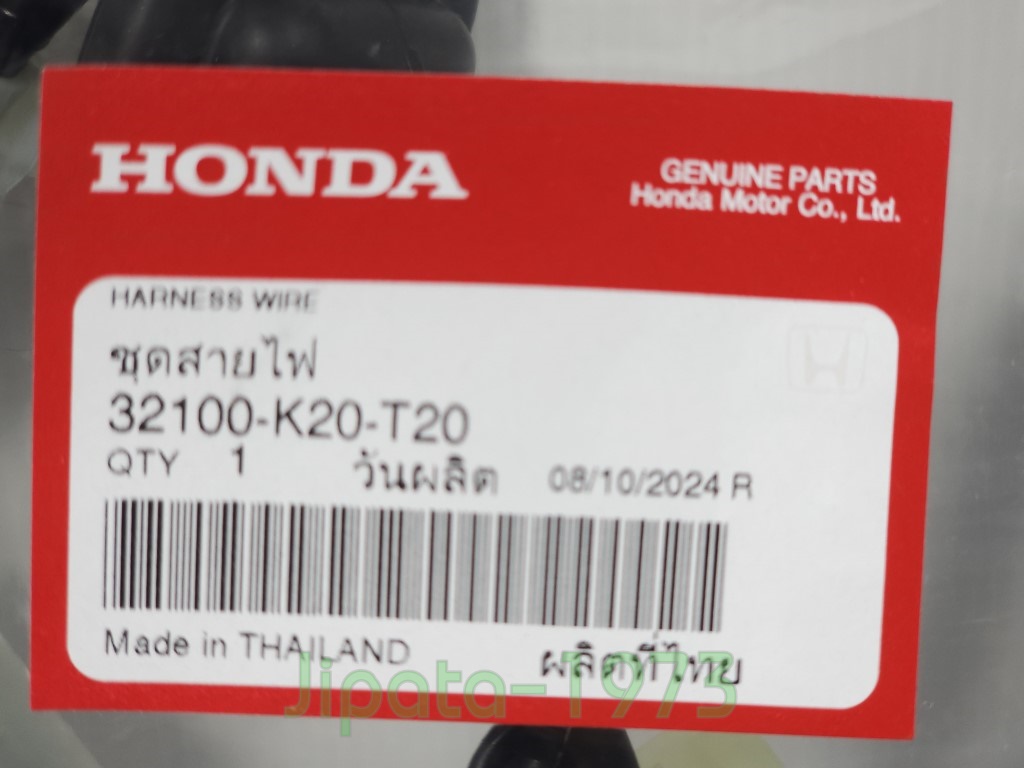 HONDA
GENUINE PARTS
Honda Motor Co., Ltd.
HARNESS WIRE
ชุดสายไฟ
32100-K20-T20
QTY 1 วันผลิต 08/10/2024 R
Made in THAILAND ผลิตที่ไทย
Jipata-1973